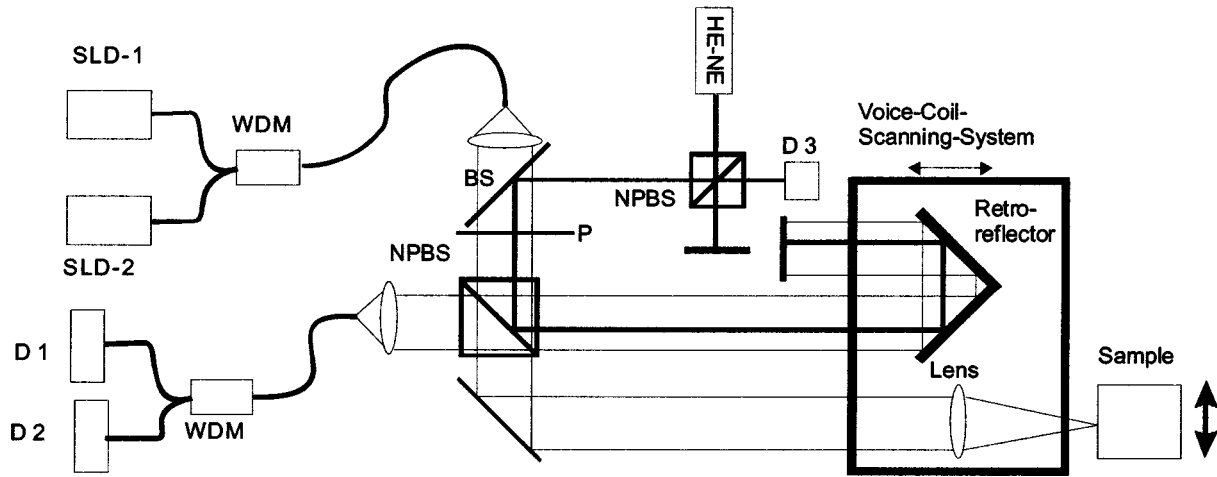 SLD-1
WDM
SLD-2
HE-NE
BS
NPBS
D 3
P
NPBS
Voice-Coil-
Scanning-System
Retro-
reflector
D 1
D 2
WDM
Lens
Sample